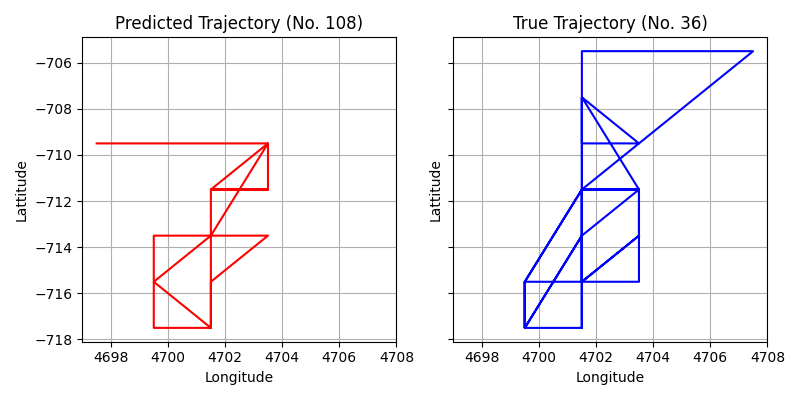 Predicted Trajectory (No. 108)
True Trajectory (No. 36)
−706
−708
−710
−712
−714
−716
−718
Lattitude
Lattitude
4698 4700 4702 4704 4706 4708
4698 4700 4702 4704 4706 4708
Longitude
Longitude